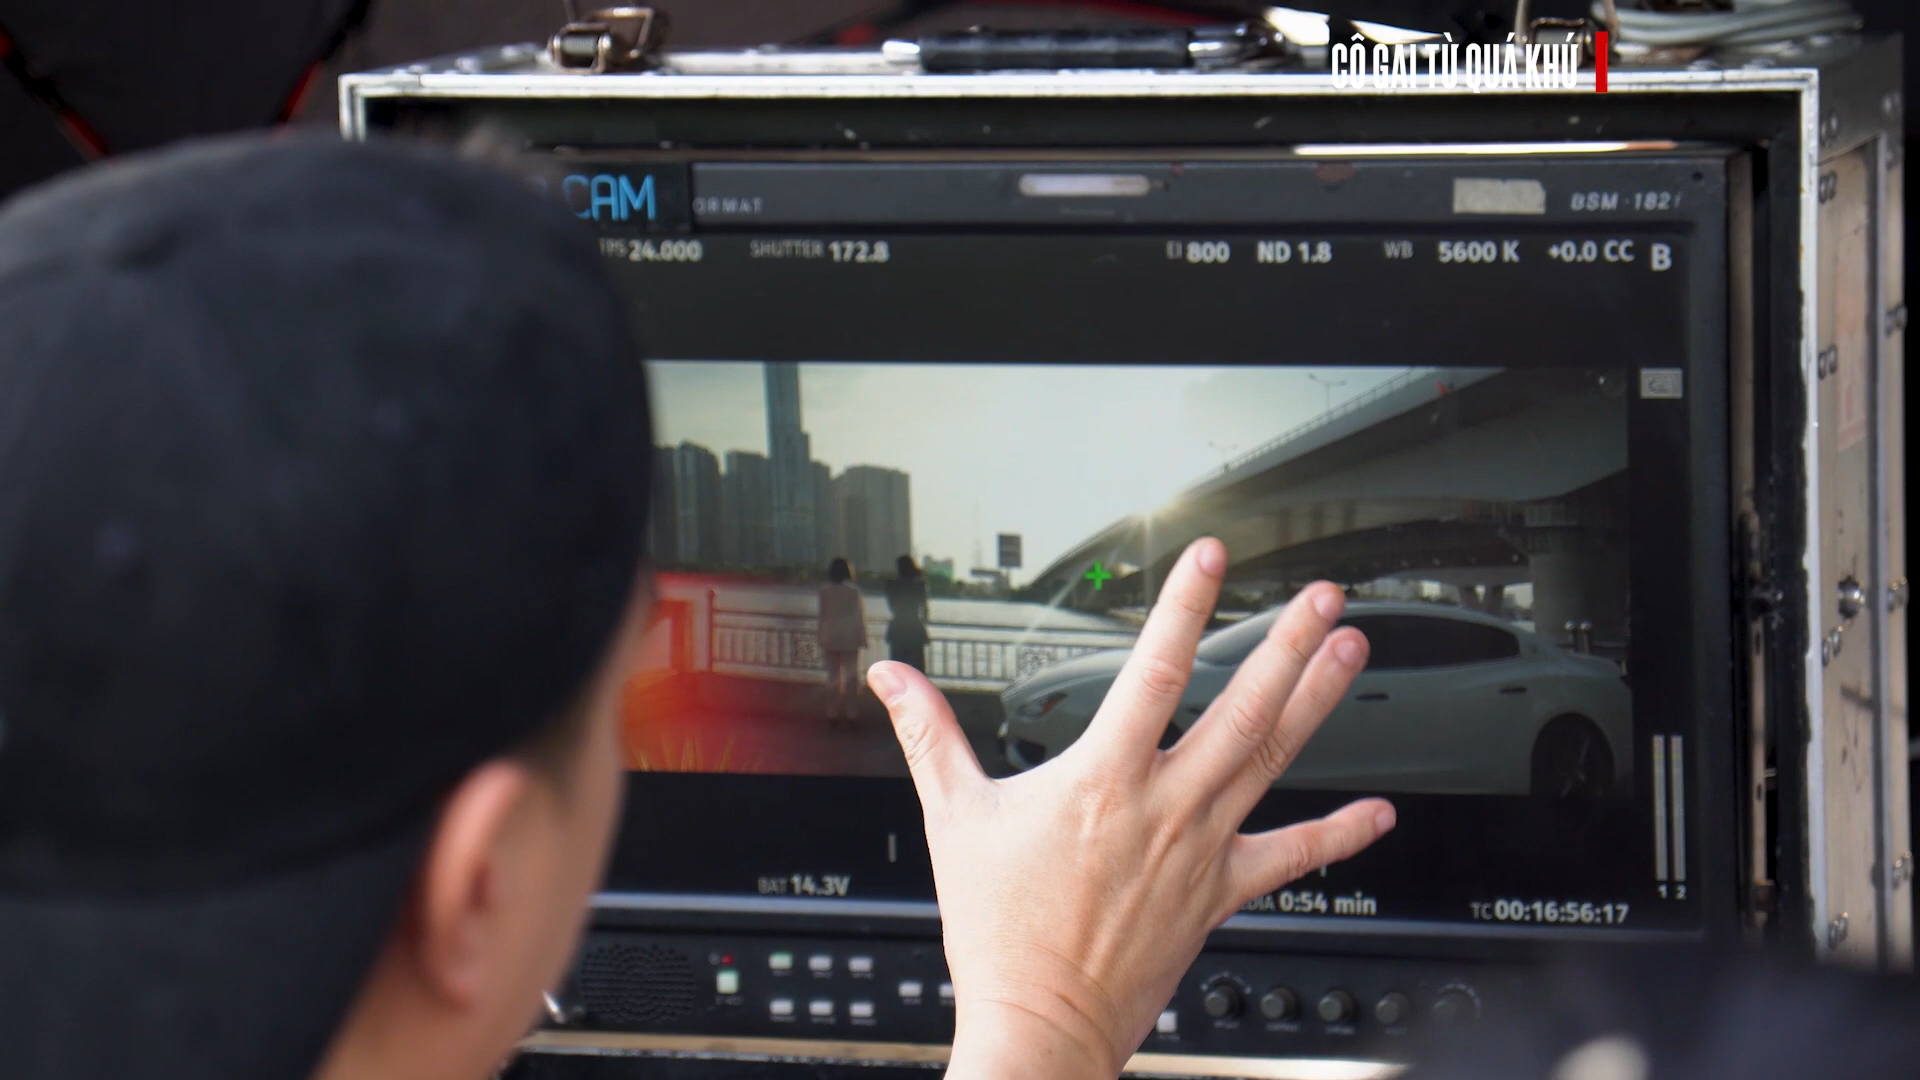 CÔ GÁI TỪ QUÁ KHỨ
CAM
ORMAT
BSM-182
FPS 24.000 SHUTTER 172.8 EI 800 ND 1.8 WB 5600 K +0.0 CC B
BAT 14.3V
DIA 0:54 min
TC 00:16:56:17
1 2